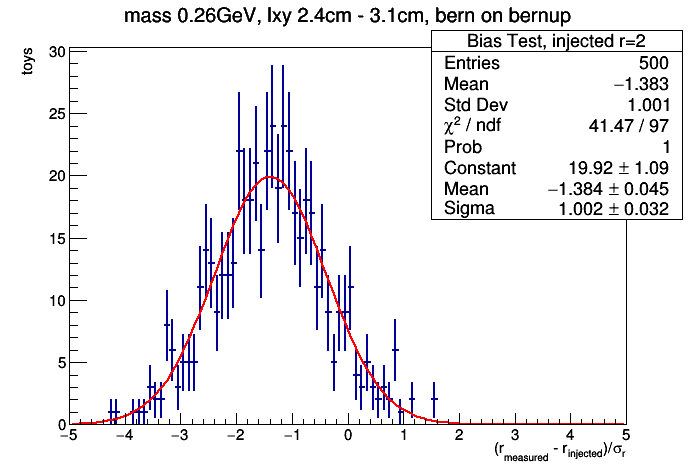 mass 0.26GeV, lxy 2.4cm - 3.1cm, bern on bernup
Bias Test, injected r=2
Entries 500
Mean −1.383
Std Dev 1.001
χ² / ndf 41.47 / 97
Prob 1
Constant 19.92 ± 1.09
Mean −1.384 ± 0.045
Sigma 1.002 ± 0.032
toys
30
25
20
15
10
5
0
−5 −4 −3 −2 −1 0 1 2 3 4 5
(r_measured - r_injected)/σ_r